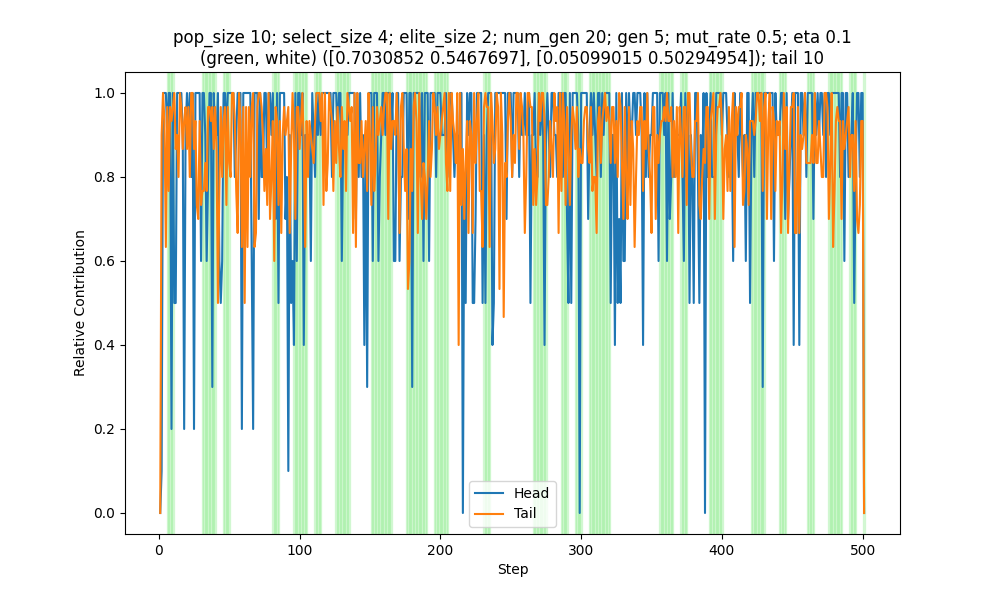 pop_size 10; select_size 4; elite_size 2; num_gen 20; gen 5; mut_rate 0.5; eta 0.1
(green, white) ([0.7030852 0.5467697], [0.05099015 0.50294954]); tail 10
1.0
0.8
0.6
0.4
0.2
0.0
Relative Contribution
Head
Tail
0
100
200
300
400
500
Step